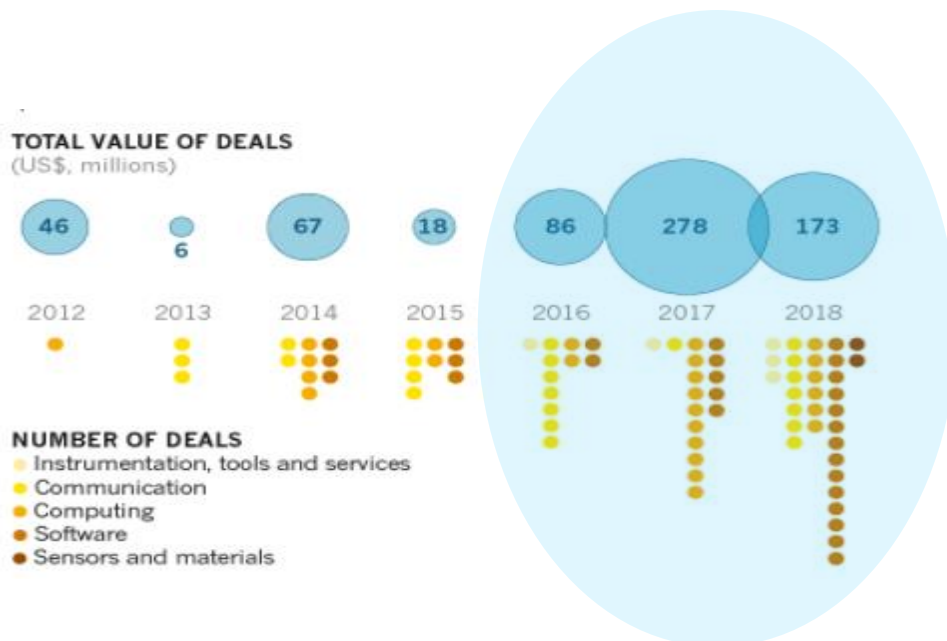 TOTAL VALUE OF DEALS
(US$, millions)
46 6 67 18 86 278 173
2012 2013 2014 2015 2016 2017 2018
NUMBER OF DEALS
Instrumentation, tools and services
Communication
Computing
Software
Sensors and materials